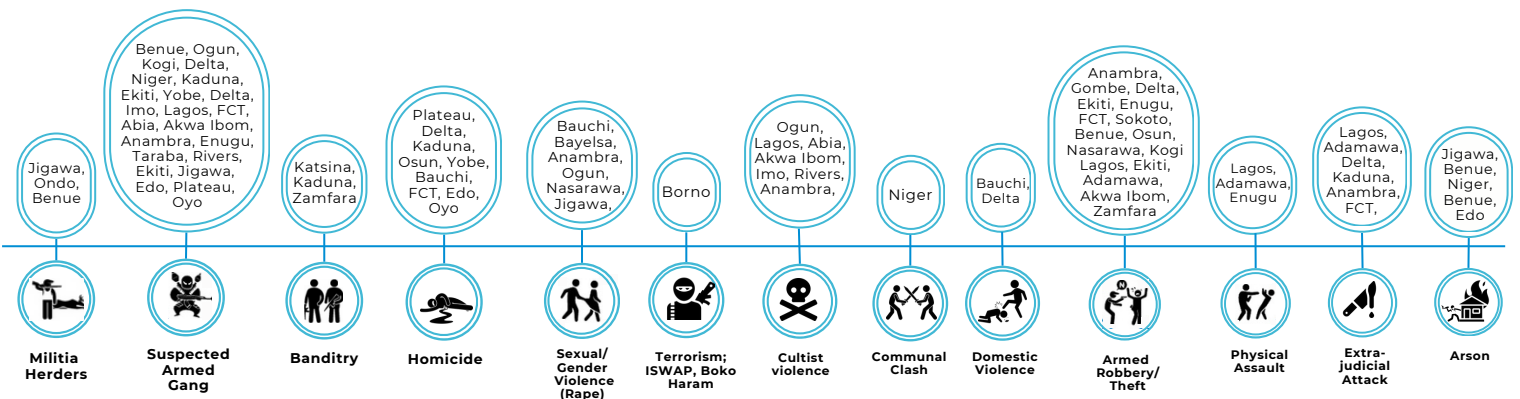 Jigawa,
Ondo,
Benue
Militia
Herders
Benue, Ogun,
Kogi, Delta,
Niger, Kaduna,
Ekiti, Yobe, Delta,
Imo, Lagos, FCT,
Abia, Akwa Ibom,
Anambra, Enugu,
Taraba, Rivers,
Ekiti, Jigawa,
Edo, Plateau,
Oyo
Suspected
Armed
Gang
Katsina,
Kaduna,
Zamfara
Banditry
Plateau,
Delta,
Kaduna,
Osun, Yobe,
Bauchi,
FCT, Edo,
Oyo
Homicide
Bauchi,
Bayelsa,
Anambra,
Ogun,
Nasarawa,
Jigawa,
Sexual/
Gender
Violence
(Rape)
Borno
Terrorism;
ISWAP, Boko
Haram
Ogun,
Lagos, Abia,
Akwa Ibom,
Imo, Rivers,
Anambra,
Cultist
violence
Niger
Communal
Clash
Bauchi,
Delta
Domestic
Violence
Anambra,
Gombe, Delta,
Ekiti, Enugu,
FCT, Sokoto,
Benue, Osun,
Nasarawa, Kogi
Lagos, Ekiti,
Adamawa,
Akwa Ibom,
Zamfara
N
Armed
Robbery/
Theft
Lagos,
Adamawa,
Enugu
Physical
Assault
Lagos,
Adamawa,
Delta,
Kaduna,
Anambra,
FCT,
Extra-
judicial
Attack
Jigawa,
Benue,
Niger,
Benue,
Edo
Arson